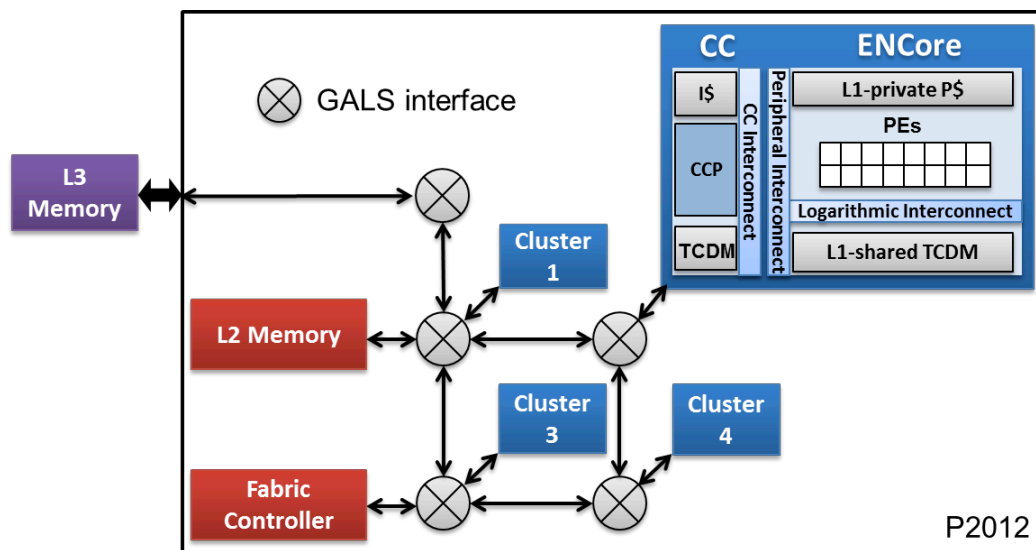 CC
ENCore
GALS interface
I$
CC Interconnect
Peripheral Interconnect
L1-private P$
PEs
CCP
Logarithmic Interconnect
TCDM
L1-shared TCDM
L3
Memory
Cluster
1
L2 Memory
Cluster
3
Cluster
4
Fabric
Controller
P2012